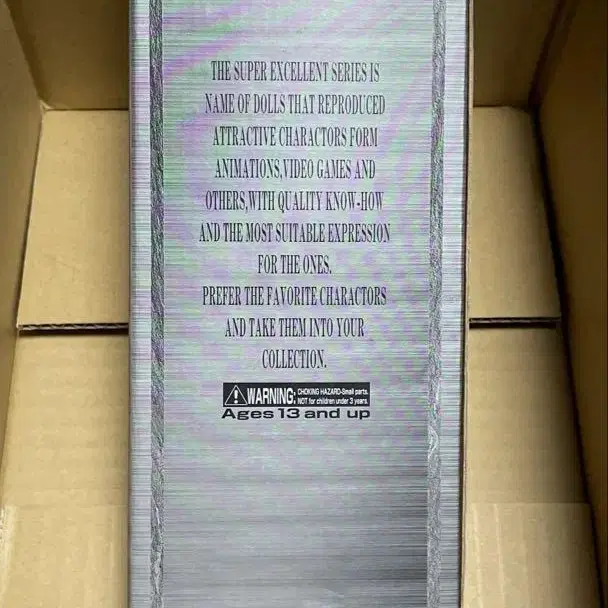 THE SUPER EXCELLENT SERIES IS
NAME OF DOLLS THAT REPRODUCED
ATTRACTIVE CHARACTORS FORM
ANIMATIONS,VIDEO GAMES AND
OTHERS,WITH QUALITY KNOW-HOW
AND THE MOST SUITABLE EXPRESSION
FOR THE ONES.
PREFER THE FAVORITE CHARACTORS
AND TAKE THEM INTO YOUR
COLLECTION.
WARNING: CHOKING HAZARD-Small parts.
NOT for children under 3 years.
Ages 13 and up